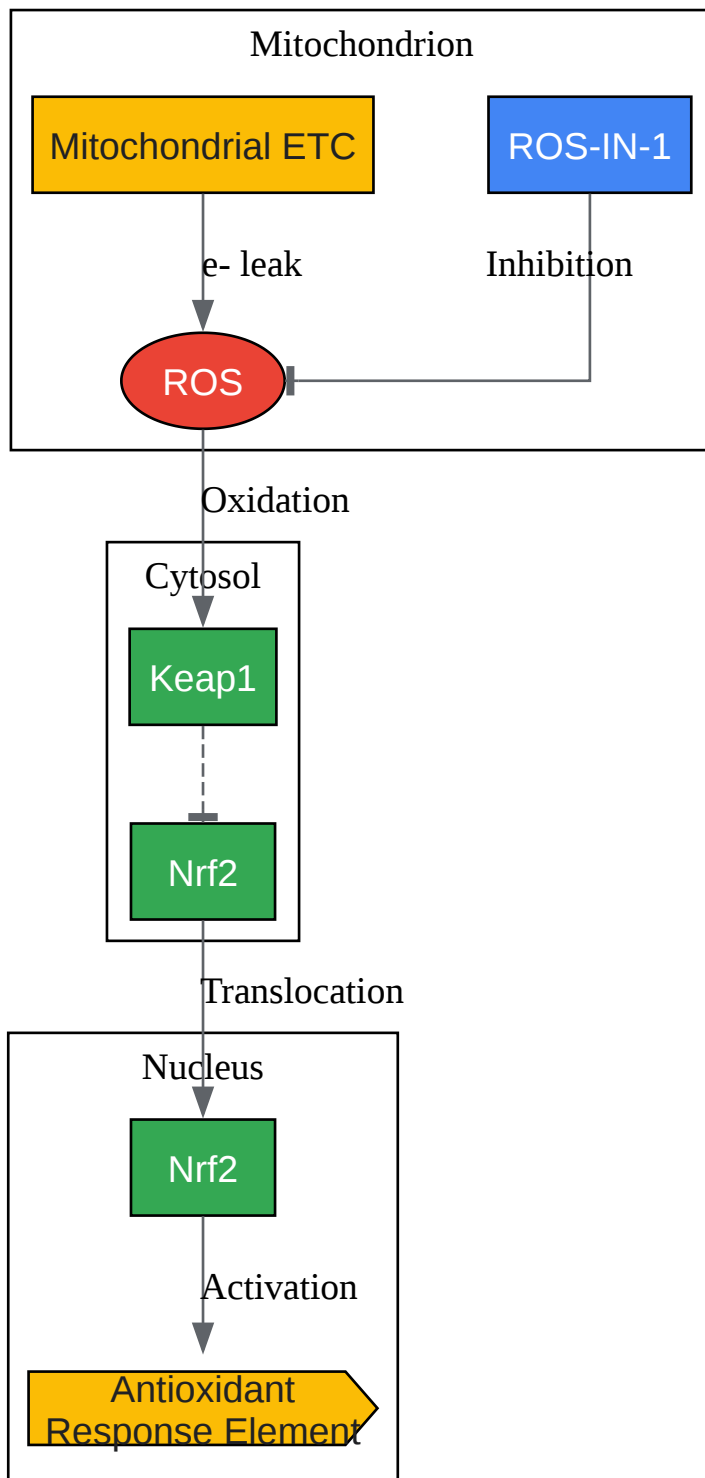 Mitochondrion
Mitochondrial ETC
ROS-IN-1
e- leak
Inhibition
ROS
Oxidation
Cytosol
Keap1
Nrf2
Translocation
Nucleus
Nrf2
Activation
Antioxidant
Response Element